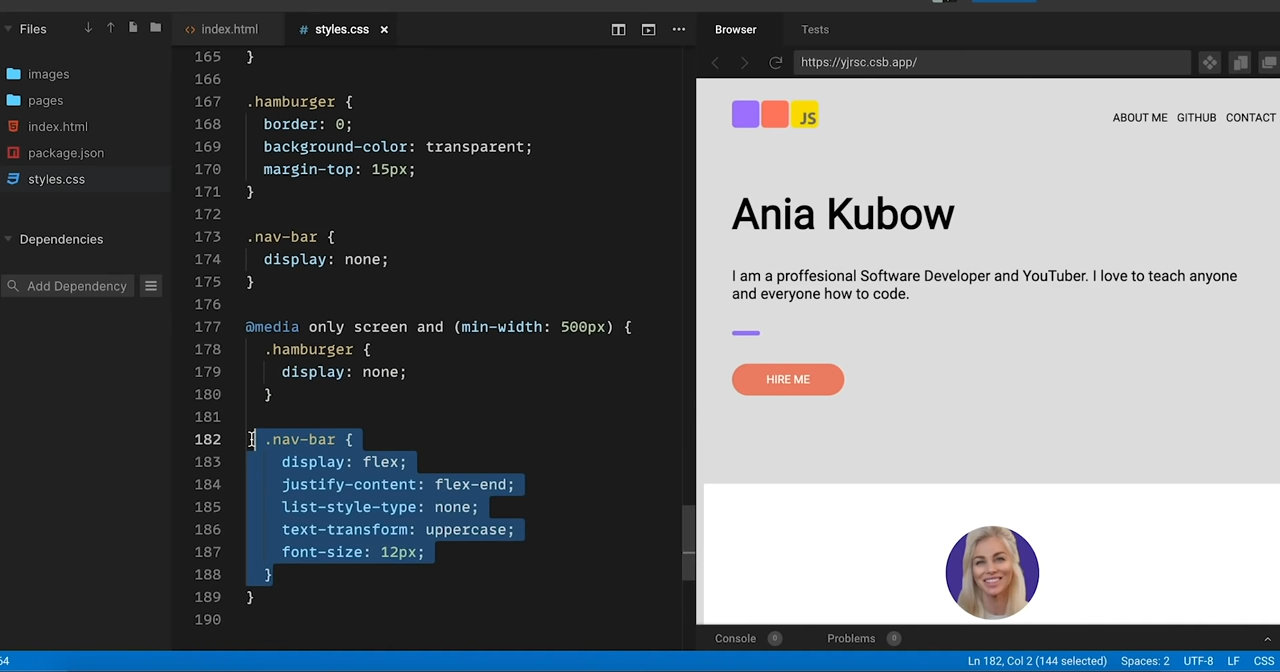 Files
index.html
styles.css
images
pages
index.html
package.json
styles.css
Dependencies
Add Dependency
165 }
166
167 .hamburger {
168 border: 0;
169 background-color: transparent;
170 margin-top: 15px;
171 }
172
173 .nav-bar {
174 display: none;
175 }
176
177 @media only screen and (min-width: 500px) {
178 .hamburger {
179 display: none;
180 }
181
182 .nav-bar {
183 display: flex;
184 justify-content: flex-end;
185 list-style-type: none;
186 text-transform: uppercase;
187 font-size: 12px;
188 }
189 }
190
Browser
Tests
https://yjrsc.csb.app/
JS
ABOUT ME GITHUB CONTACT
Ania Kubow
I am a proffesional Software Developer and YouTuber. I love to teach anyone
and everyone how to code.
HIRE ME
Console 0
Problems 0
64
Ln 182, Col 2 (144 selected) Spaces: 2 UTF-8 LF CSS